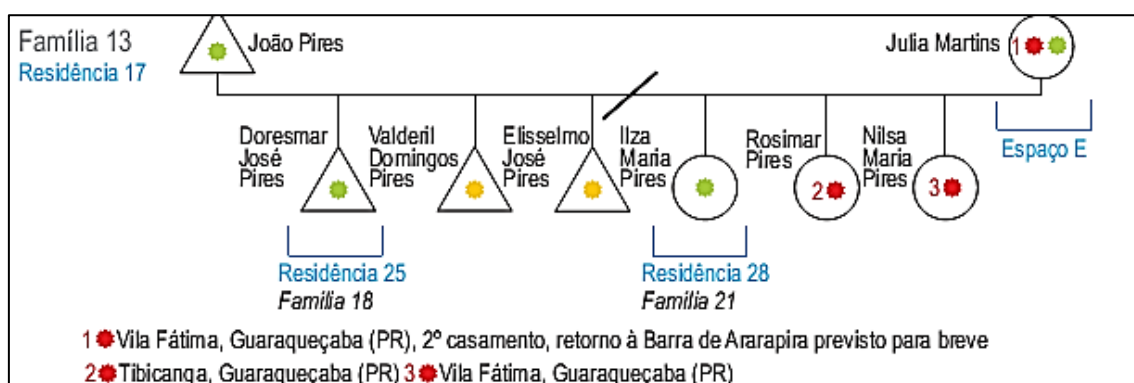 Família 13
Residência 17
João Pires
Julia Martins
1
Doresmar
José
Pires
Valderil
Domingos
Pires
Elisselmo
José
Pires
Ilza
Maria
Pires
Rosimar
Pires
Nilsa
Maria
Pires
Espaço E
2
3
Residência 25
Família 18
Residência 28
Família 21
1 Vila Fátima, Guaraqueçaba (PR), 2º casamento, retorno à Barra de Ararapira previsto para breve
2 Tibicanga, Guaraqueçaba (PR) 3 Vila Fátima, Guaraqueçaba (PR)